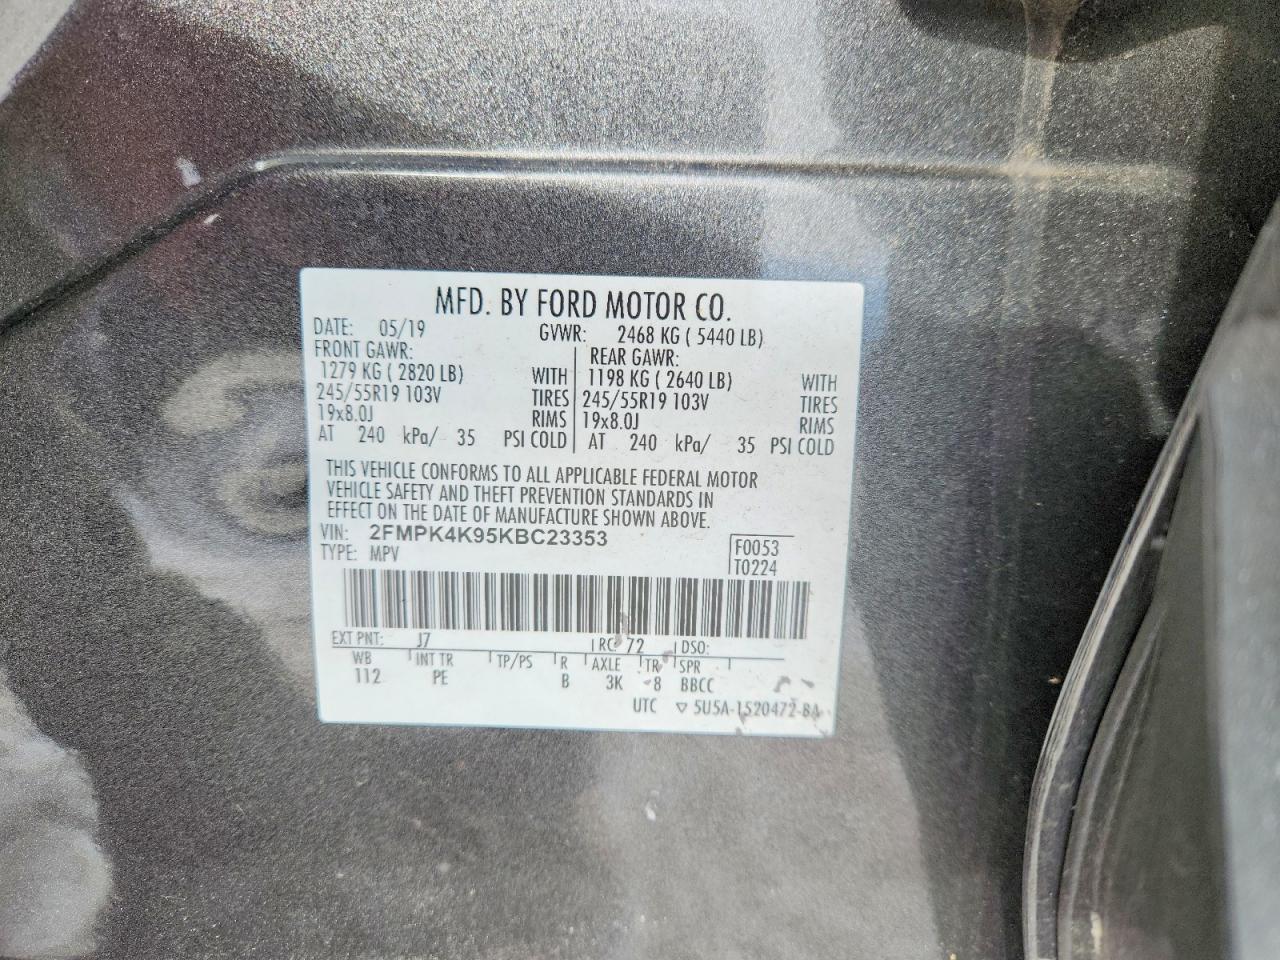 MFD. BY FORD MOTOR CO.
DATE: 05/19 GVWR: 2468 KG ( 5440 LB)
FRONT GAWR: REAR GAWR:
1279 KG ( 2820 LB) WITH 1198 KG ( 2640 LB) WITH
245/55R19 103V TIRES 245/55R19 103V TIRES
19x8.0J RIMS 19x8.0J RIMS
AT 240 kPa/ 35 PSI COLD AT 240 kPa/ 35 PSI COLD
THIS VEHICLE CONFORMS TO ALL APPLICABLE FEDERAL MOTOR
VEHICLE SAFETY AND THEFT PREVENTION STANDARDS IN
EFFECT ON THE DATE OF MANUFACTURE SHOWN ABOVE.
VIN: 2FMPK4K95KBC23353
TYPE: MPV
F0053
T0224
EXT PNT: J7 RC: 72 DSO:
WB INT TR TP/PS R AXLE TR SPR
112 PE B 3K 8 BBCC
UTC ▽ 5U5A-1520472-BA